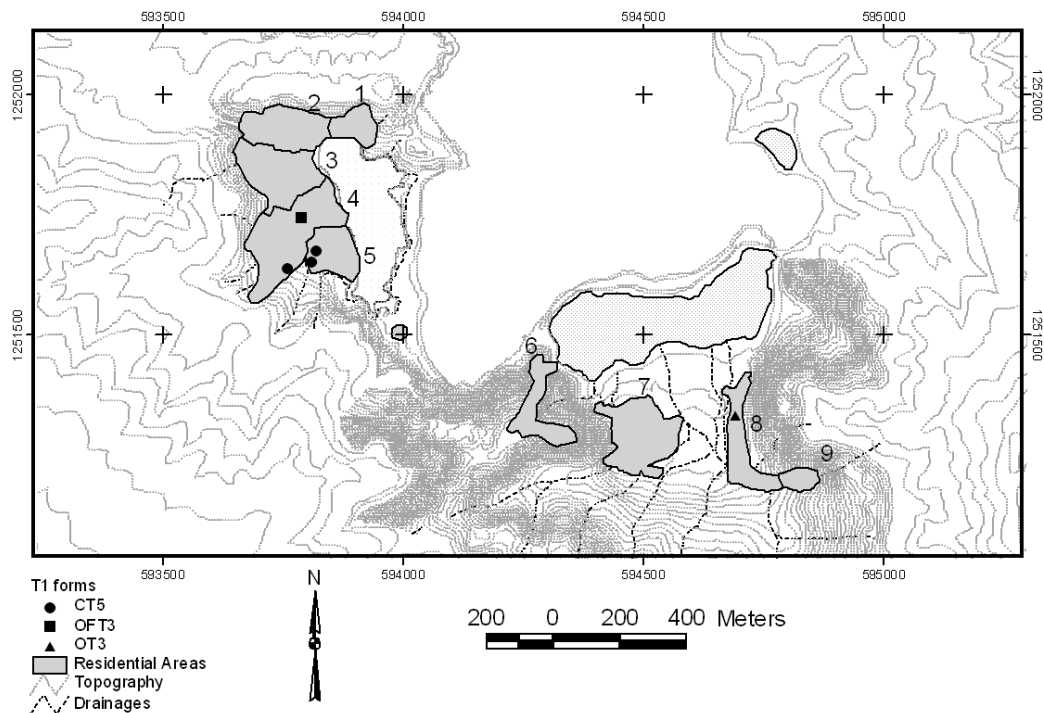 593500 594000 594500 595000
1252000 1252000
1 2 3 4 5
1251500 1251500
6 7 8 9
593500 594000 594500 595000
T1 forms
CT5
OFT3
OT3
Residential Areas
Topography
Drainages
N
200 0 200 400 Meters